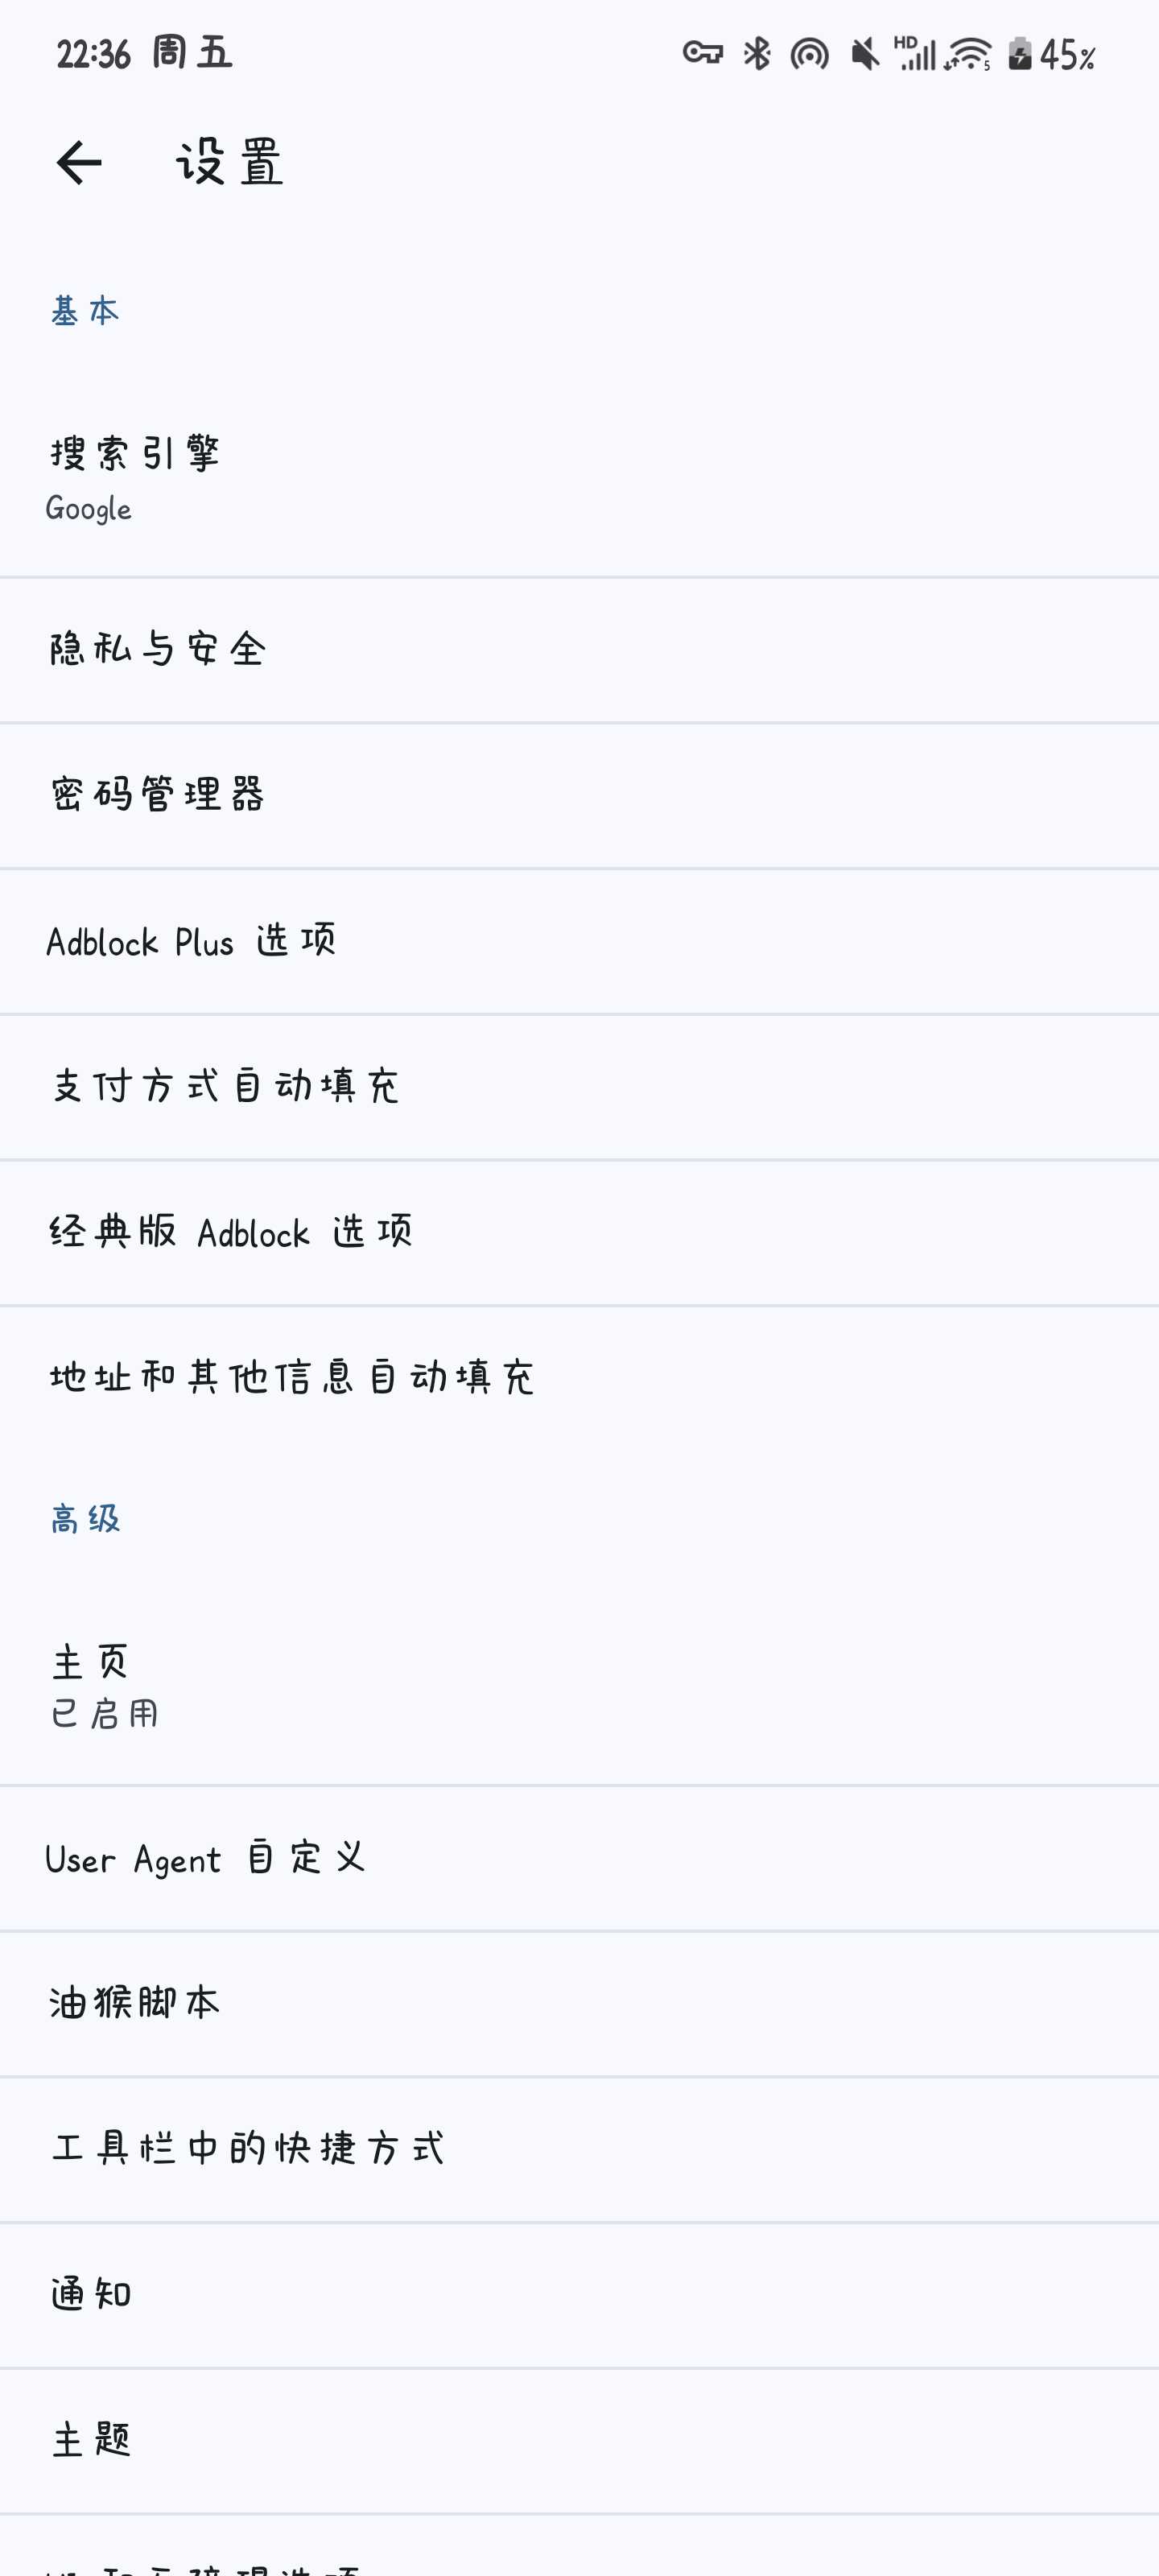 22:36 周五
HD 5 45%
设置
基本
搜索引擎
Google
隐私与安全
密码管理器
Adblock Plus 选项
支付方式自动填充
经典版 Adblock 选项
地址和其他信息自动填充
高级
主页
已启用
User Agent 自定义
油猴脚本
工具栏中的快捷方式
通知
主题